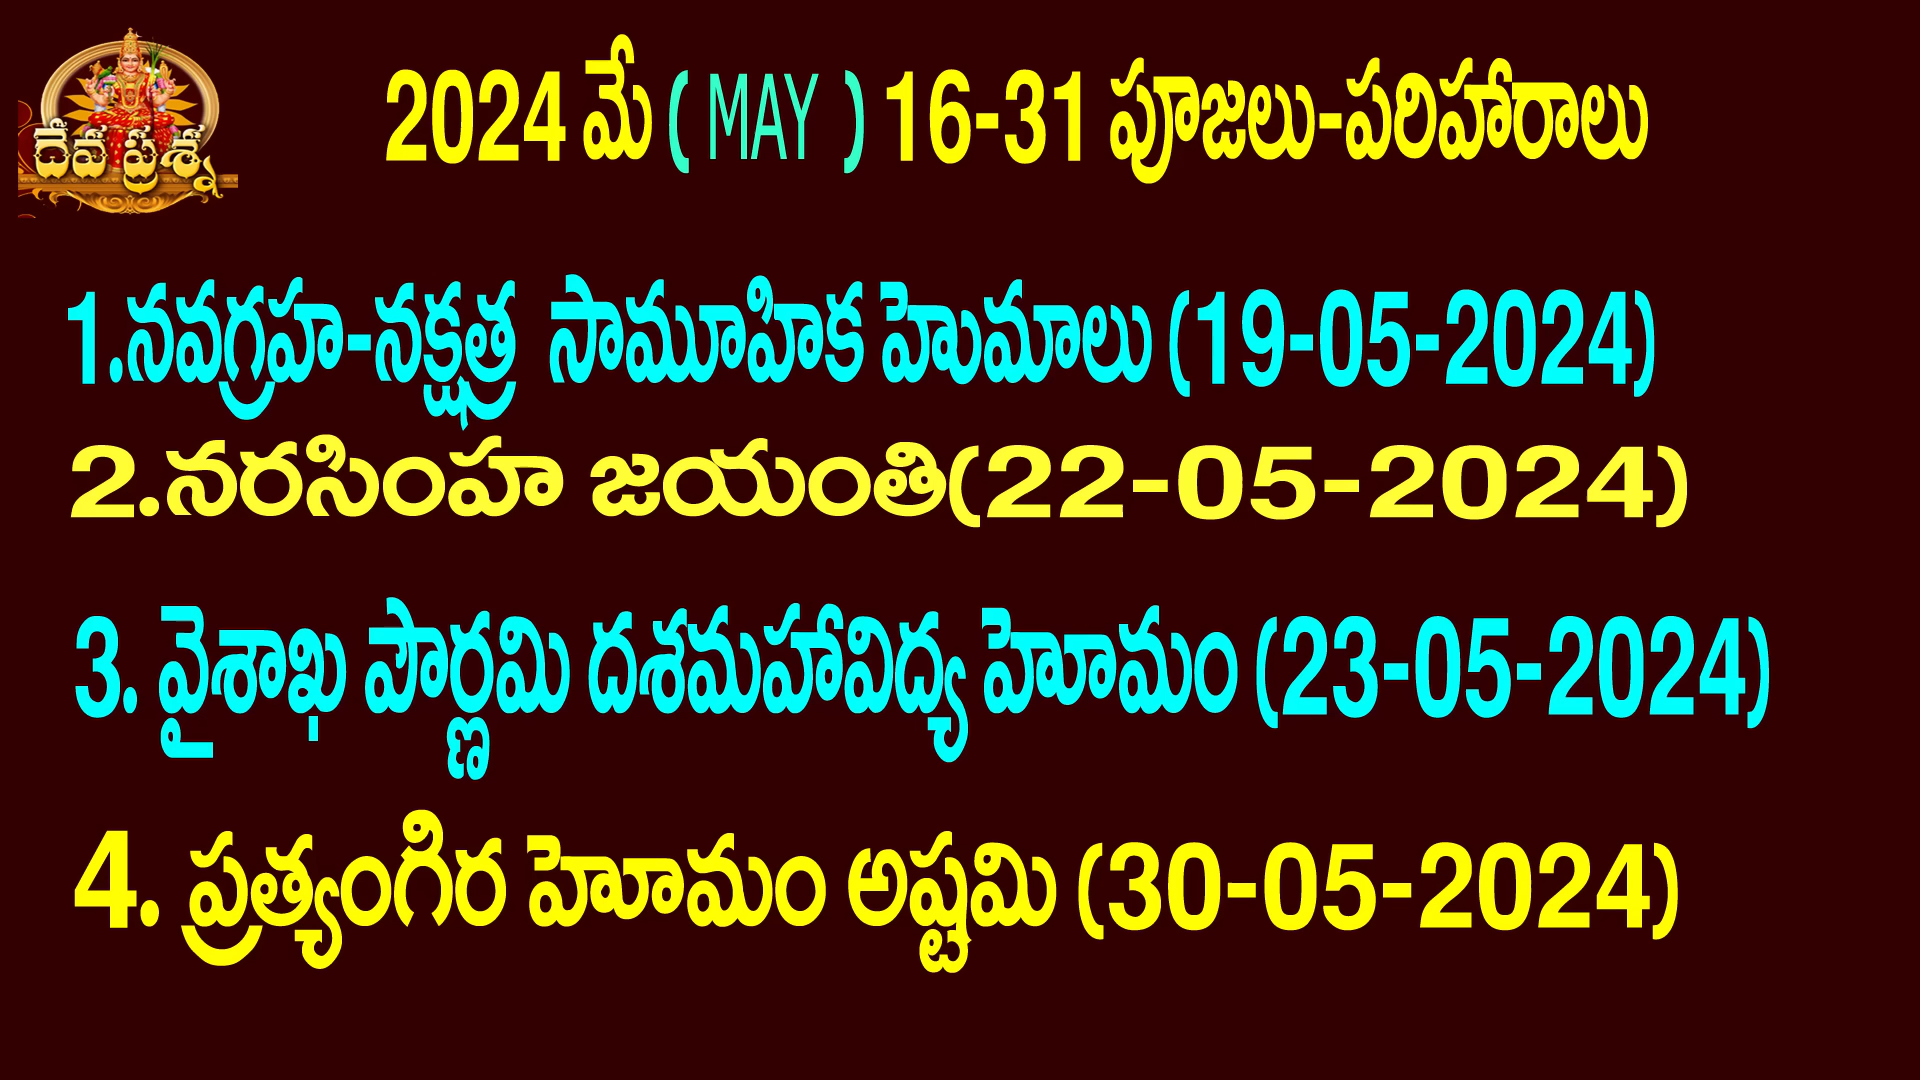 దేవ ప్రశ్న
2024 మే ( MAY ) 16-31 పూజలు-పరిహారాలు
1.నవగ్రహ-నక్షత్ర సామూహిక హెుమాలు (19-05-2024)
2.నరసింహ జయంతి(22-05-2024)
3. వైశాఖ పౌర్ణమి దశమహావిద్య హెూమం (23-05-2024)
4. ప్రత్యంగిర హెూమం అష్టమి (30-05-2024)